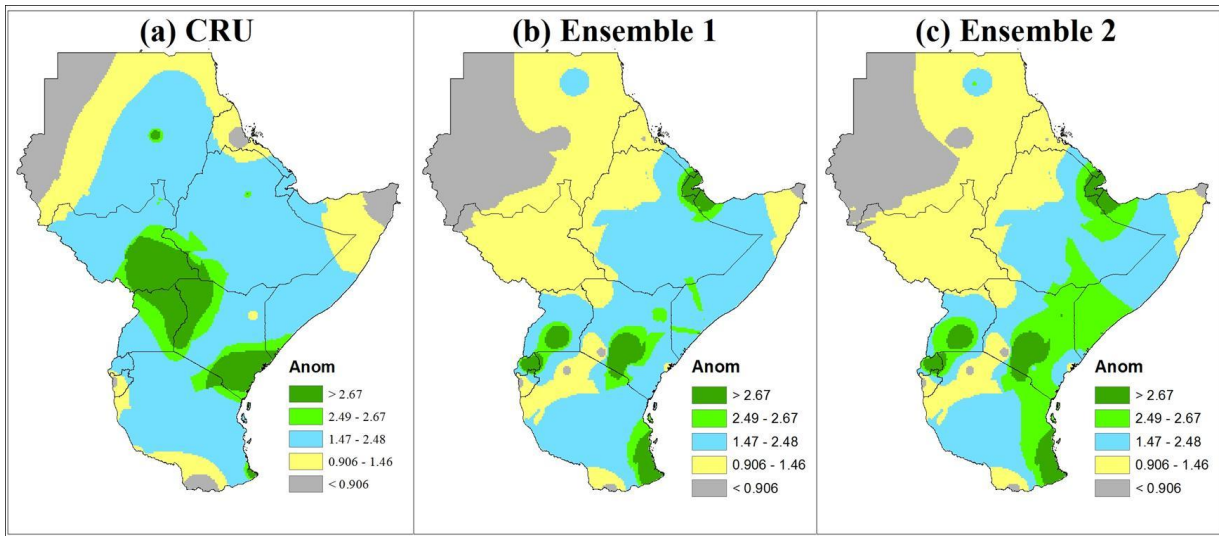 (a) CRU
Anom
> 2.67
2.49 - 2.67
1.47 - 2.48
0.906 - 1.46
< 0.906
(b) Ensemble 1
Anom
> 2.67
2.49 - 2.67
1.47 - 2.48
0.906 - 1.46
< 0.906
(c) Ensemble 2
Anom
> 2.67
2.49 - 2.67
1.47 - 2.48
0.906 - 1.46
< 0.906